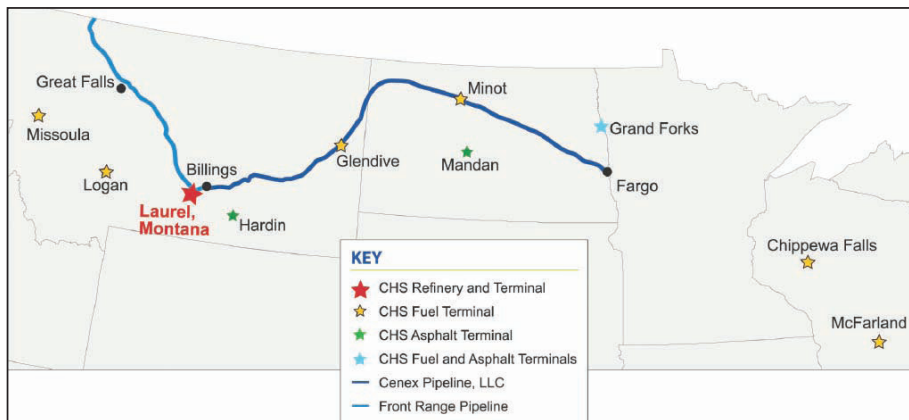 Great Falls
Missoula
Logan
Billings
Laurel,
Montana
Hardin
Glendive
Minot
Mandan
Grand Forks
Fargo
Chippewa Falls
McFarland
KEY
CHS Refinery and Terminal
CHS Fuel Terminal
CHS Asphalt Terminal
CHS Fuel and Asphalt Terminals
Cenex Pipeline, LLC
Front Range Pipeline